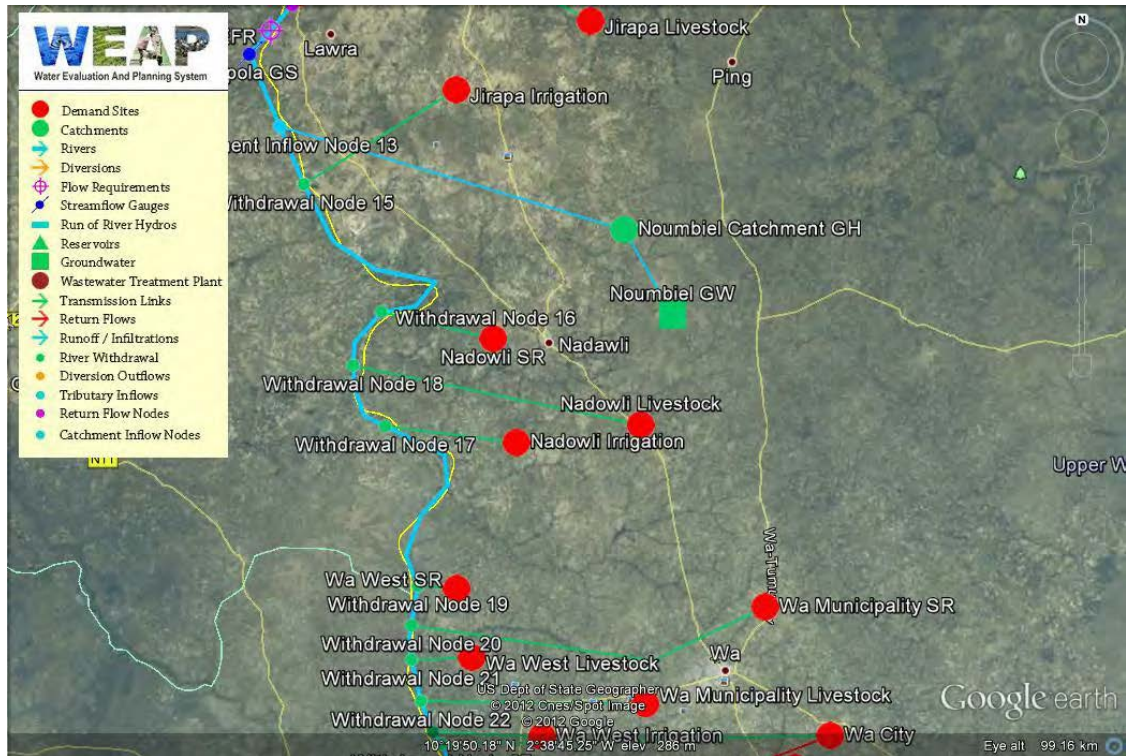 WEAP
Water Evaluation And Planning System
Demand Sites
Catchments
Rivers
Diversions
Flow Requirements
Streamflow Gauges
Run of River Hydros
Reservoirs
Groundwater
Wastewater Treatment Plant
Transmission Links
Return Flows
Runoff / Infiltrations
River Withdrawal
Diversion Outflows
Tributary Inflows
Return Flow Nodes
Catchment Inflow Nodes
EFR
Lawra
Jirapa Livestock
N
pola GS
Ping
Jirapa Irrigation
ment Inflow Node 13
Withdrawal Node 15
Noumbiel Catchment GH
Noumbiel GW
Withdrawal Node 16
Nadawli
Nadowli SR
Withdrawal Node 18
Nadowli Livestock
Withdrawal Node 17
Nadowli Irrigation
N11
Upper W
Wa West SR
Withdrawal Node 19
Wa Municipality SR
Withdrawal Node 20
Wa
Wa West Livestock
Withdrawal Node 21
US Dept of State Geographer
Wa Municipality Livestock
© 2012 Cnes/Spot Image
Google earth
Withdrawal Node 22
© 2012 Google
Wa West Irrigation
Wa City
10°19'50.18" N 2°38'45.25" W elev 286 m
Eye alt 99.16 km